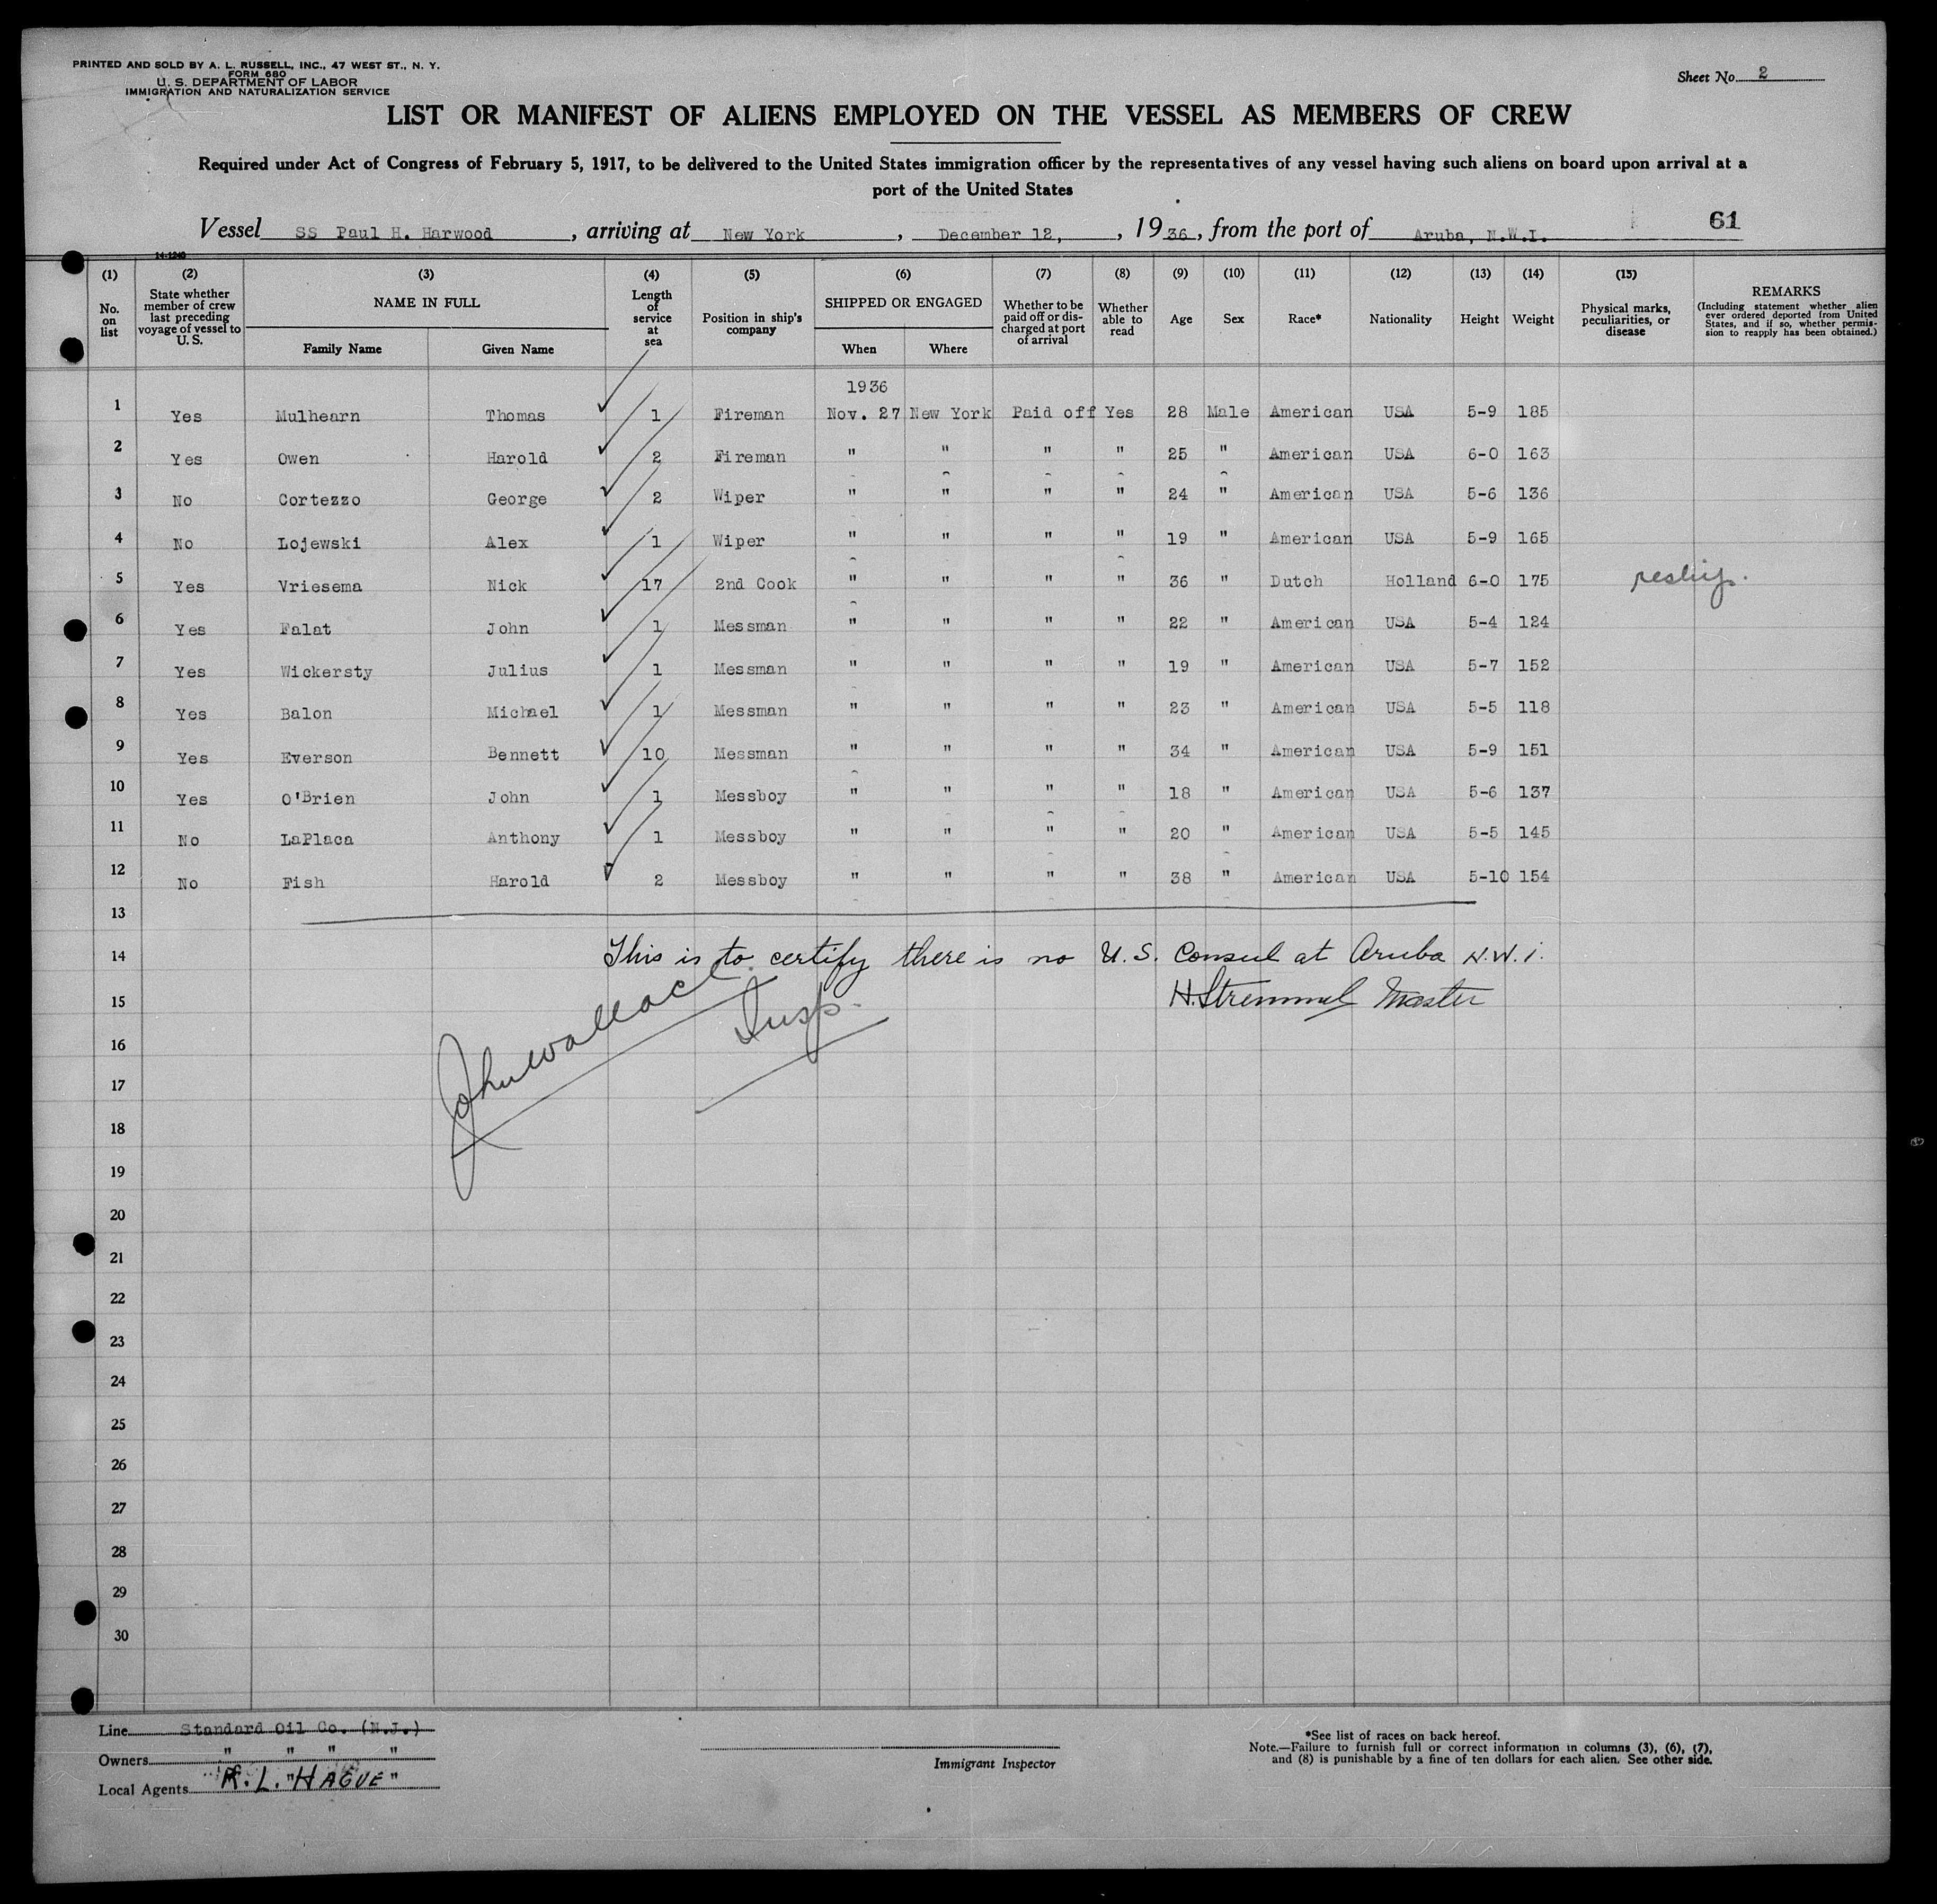 PRINTED AND SOLD BY A. L. RUSSELL, INC., 47 WEST ST., N. Y.
FORM 680
U. S. DEPARTMENT OF LABOR
IMMIGRATION AND NATURALIZATION SERVICE
Sheet No. 2
LIST OR MANIFEST OF ALIENS EMPLOYED ON THE VESSEL AS MEMBERS OF CREW
Required under Act of Congress of February 5, 1917, to be delivered to the United States immigration officer by the representatives of any vessel having such aliens on board upon arrival at a
port of the United States
Vessel SS Paul H. Harwood, arriving at New York, December 12, , 1936, from the port of Aruba, N.W.I. 61
14-1240
(1) (2) (3) (4) (5) (6) (7) (8) (9) (10) (11) (12) (13) (14) (15)
No. on list
State whether member of crew last preceding voyage of vessel to U. S.
NAME IN FULL
Family Name Given Name
Length of service at sea
Position in ship's company
SHIPPED OR ENGAGED
When Where
Whether to be paid off or discharged at port of arrival
Whether able to read
Age
Sex
Race*
Nationality
Height
Weight
Physical marks, peculiarities, or disease
REMARKS
(Including statement whether alien ever ordered deported from United States, and if so, whether permission to reapply has been obtained.)
1936
1 Yes Mulhearn Thomas 1 Fireman Nov. 27 New York Paid off Yes 28 Male American USA 5-9 185
2 Yes Owen Harold 2 Fireman " " " " 25 " American USA 6-0 163
3 No Cortezzo George 2 Wiper " " " " 24 " American USA 5-6 136
4 No Lojewski Alex 1 Wiper " " " " 19 " American USA 5-9 165
5 Yes Vriesema Nick 17 2nd Cook " " " " 36 " Dutch Holland 6-0 175 reship.
6 Yes Falat John 1 Messman " " " " 22 " American USA 5-4 124
7 Yes Wickersty Julius 1 Messman " " " " 19 " American USA 5-7 152
8 Yes Balon Michael 1 Messman " " " " 23 " American USA 5-5 118
9 Yes Everson Bennett 10 Messman " " " " 34 " American USA 5-9 151
10 Yes O'Brien John 1 Messboy " " " " 18 " American USA 5-6 137
11 No LaPlaca Anthony 1 Messboy " " " " 20 " American USA 5-5 145
12 No Fish Harold 2 Messboy " " " " 38 " American USA 5-10 154
13
14 This is to certify there is no U.S. Consul at Aruba N.W.I.
15 H. Stremmel Master
John Wallace Insp.
16
17
18
19
20
21
22
23
24
25
26
27
28
29
30
Line Standard Oil Co. (N.J.)
Owners " " " "
Local Agents R. L. "HAGUE"
Immigrant Inspector
*See list of races on back hereof.
Note.—Failure to furnish full or correct information in columns (3), (6), (7),
and (8) is punishable by a fine of ten dollars for each alien. See other side.